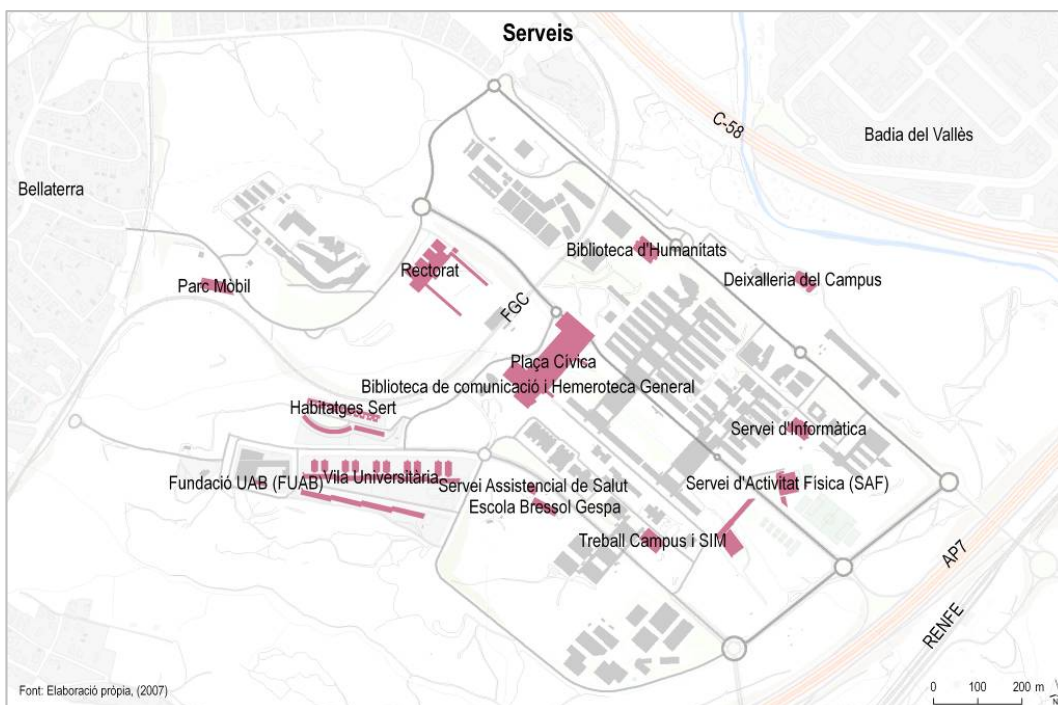 Serveis
C-58
Badia del Vallès
Bellaterra
Biblioteca d'Humanitats
Rectorat
Deixalleria del Campus
Parc Mòbil
FGC
Plaça Cívica
Biblioteca de comunicació i Hemeroteca General
Habitatges Sert
Servei d'Informàtica
Fundació UAB (FUAB)
Vila Universitària
Servei Assistencial de Salut
Servei d'Activitat Física (SAF)
Escola Bressol Gespa
Treball Campus i SIM
AP7
RENFE
Font: Elaboració pròpia, (2007)
0 100 200 m